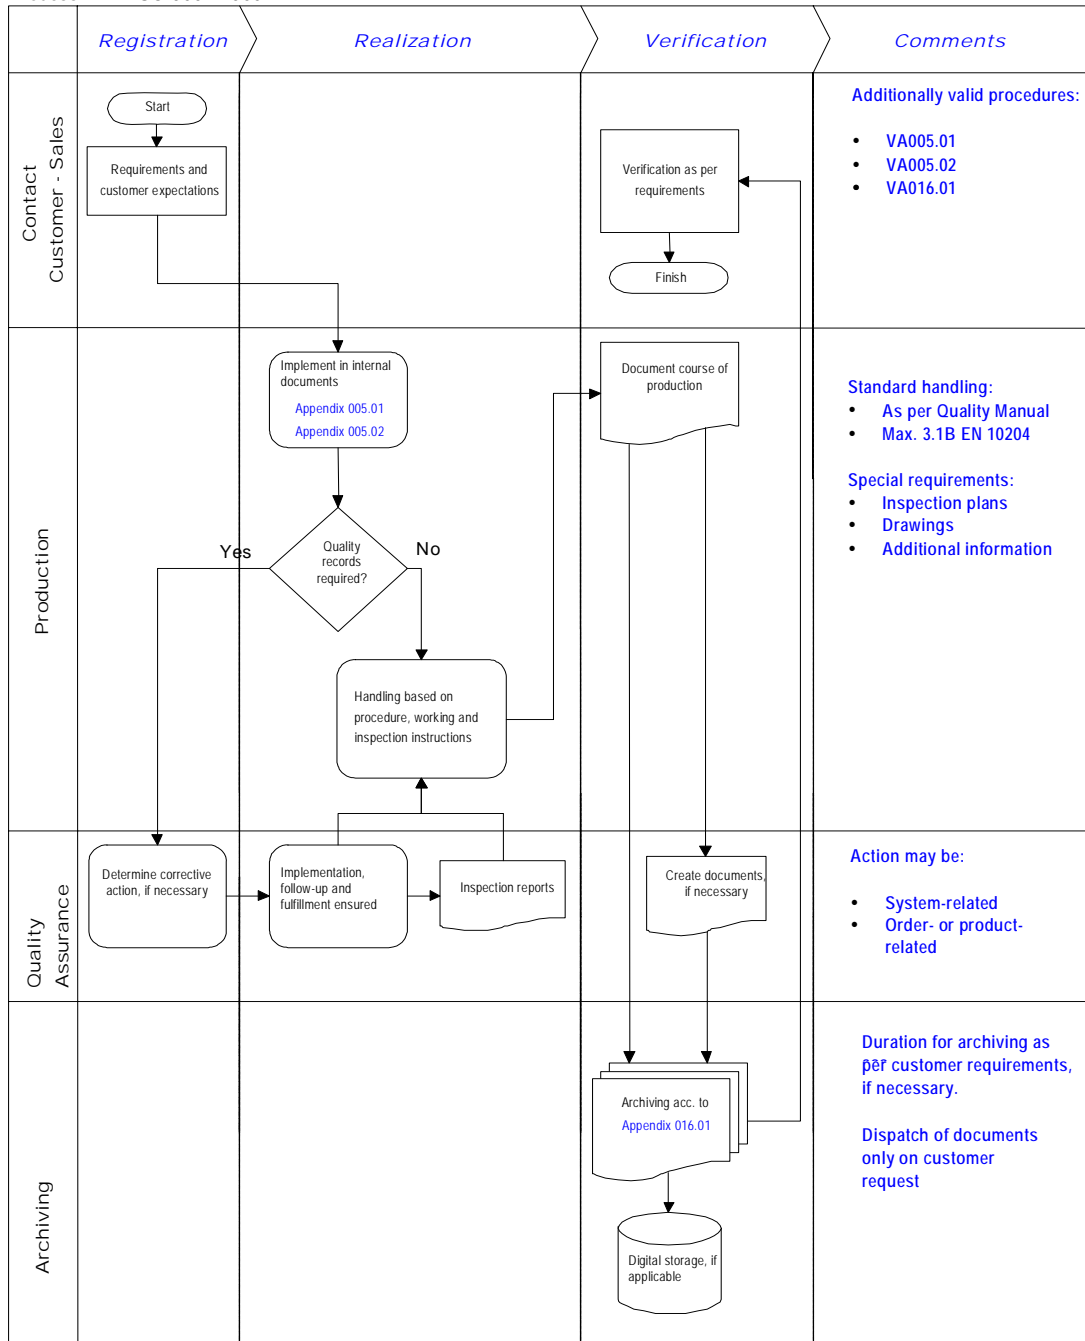 Registration
Realization
Verification
Comments
Contact
Customer - Sales
Start
Requirements and
customer expectations
Verification as per
requirements
Finish
Additionally valid procedures:
• VA005.01
• VA005.02
• VA016.01
Production
Implement in internal
documents
Appendix 005.01
Appendix 005.02
Document course of
production
Quality
records
required?
Yes
No
Handling based on
procedure, working and
inspection instructions
Standard handling:
• As per Quality Manual
• Max. 3.1B EN 10204
Special requirements:
• Inspection plans
• Drawings
• Additional information
Quality
Assurance
Determine corrective
action, if necessary
Implementation,
follow-up and
fulfillment ensured
Inspection reports
Create documents,
if necessary
Action may be:
• System-related
• Order- or product-
related
Archiving
Archiving acc. to
Appendix 016.01
Digital storage, if
applicable
Duration for archiving as
per customer requirements,
if necessary.
Dispatch of documents
only on customer
request